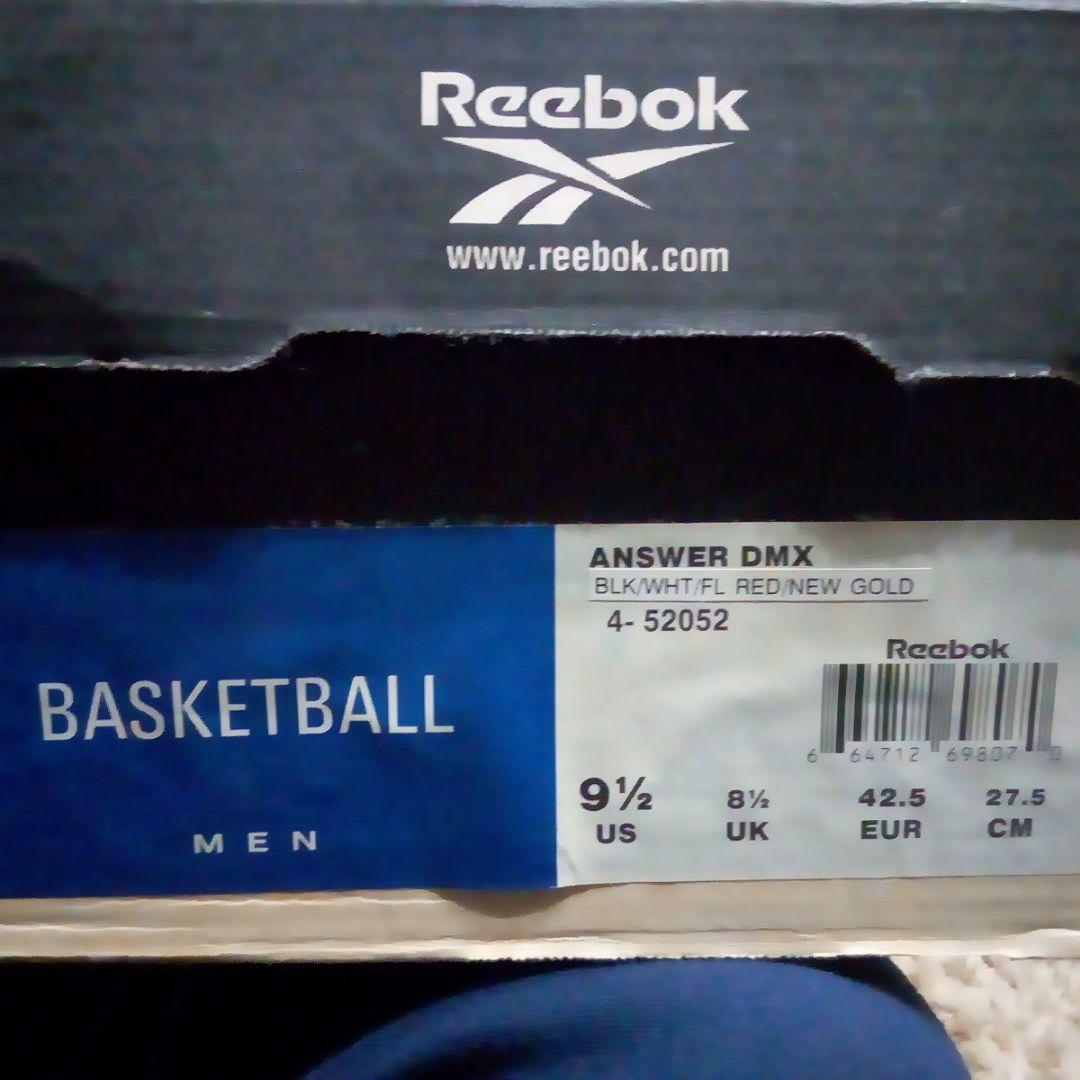 Reebok
www.reebok.com
BASKETBALL
MEN
ANSWER DMX
BLK/WHT/FL RED/NEW GOLD
4- 52052
Reebok
6 64712 69807 0
9½ 8½ 42.5 27.5
US UK EUR CM